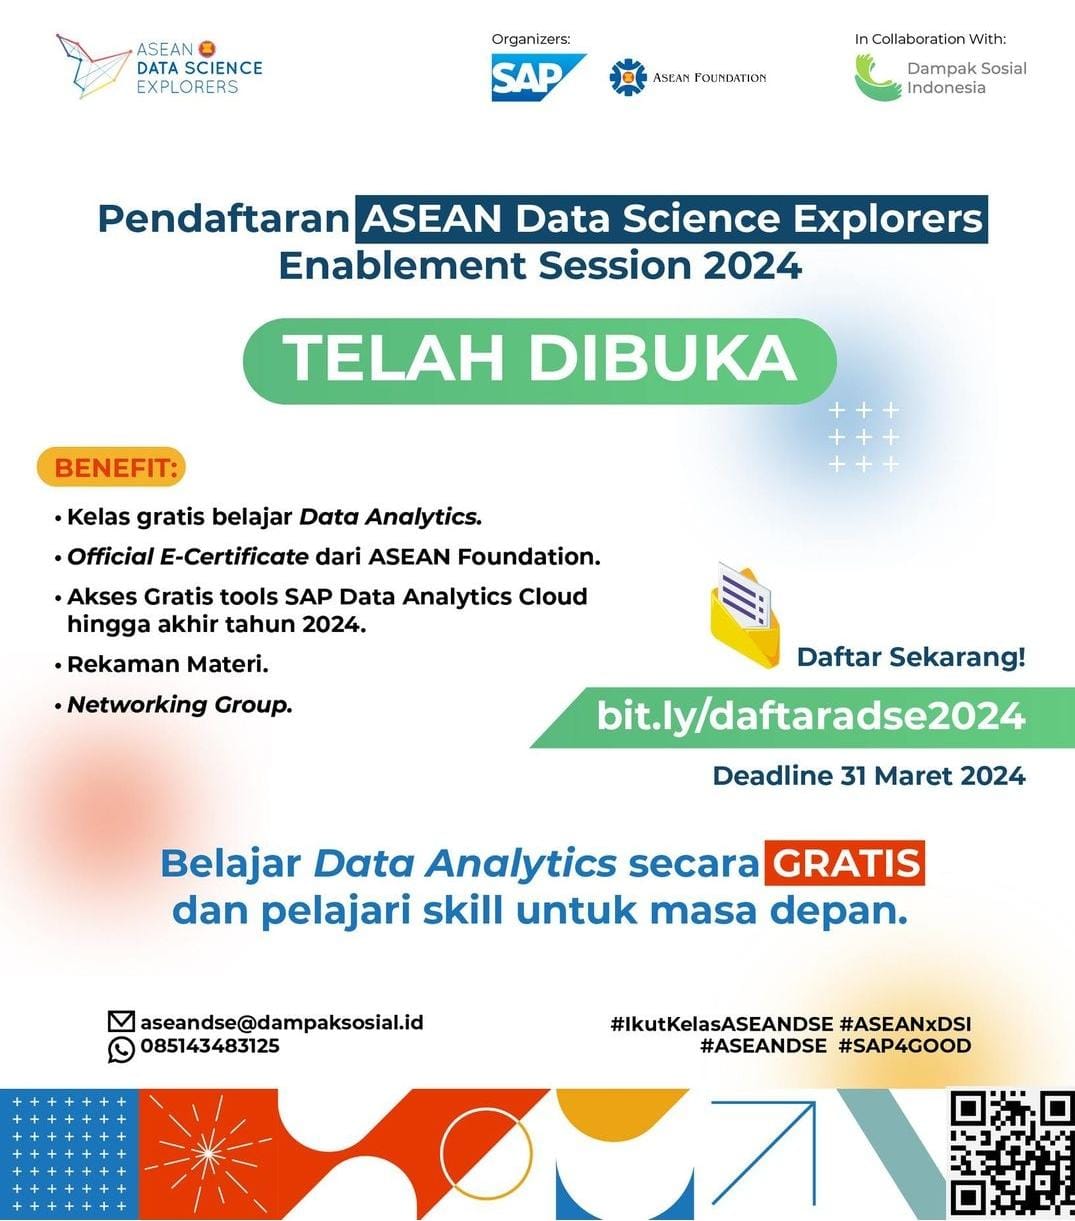 ASEAN
DATA SCIENCE
EXPLORERS
Organizers:
SAP
ASEAN FOUNDATION
In Collaboration With:
Dampak Sosial
Indonesia
Pendaftaran ASEAN Data Science Explorers
Enablement Session 2024
TELAH DIBUKA
BENEFIT:
• Kelas gratis belajar Data Analytics.
• Official E-Certificate dari ASEAN Foundation.
• Akses Gratis tools SAP Data Analytics Cloud
hingga akhir tahun 2024.
• Rekaman Materi.
• Networking Group.
Daftar Sekarang!
bit.ly/daftaradse2024
Deadline 31 Maret 2024
Belajar Data Analytics secara GRATIS
dan pelajari skill untuk masa depan.
aseandse@dampaksosial.id
085143483125
#IkutKelasASEANDSE #ASEANxDSI
#ASEANDSE #SAP4GOOD